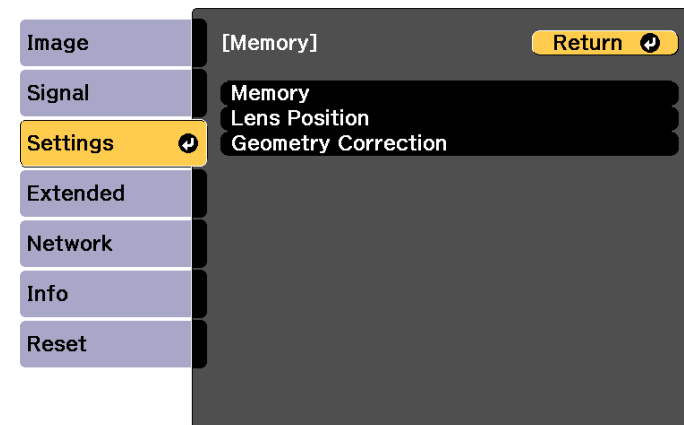 Image
Signal
Settings
Extended
Network
Info
Reset
[Memory]
Return
Memory
Lens Position
Geometry Correction